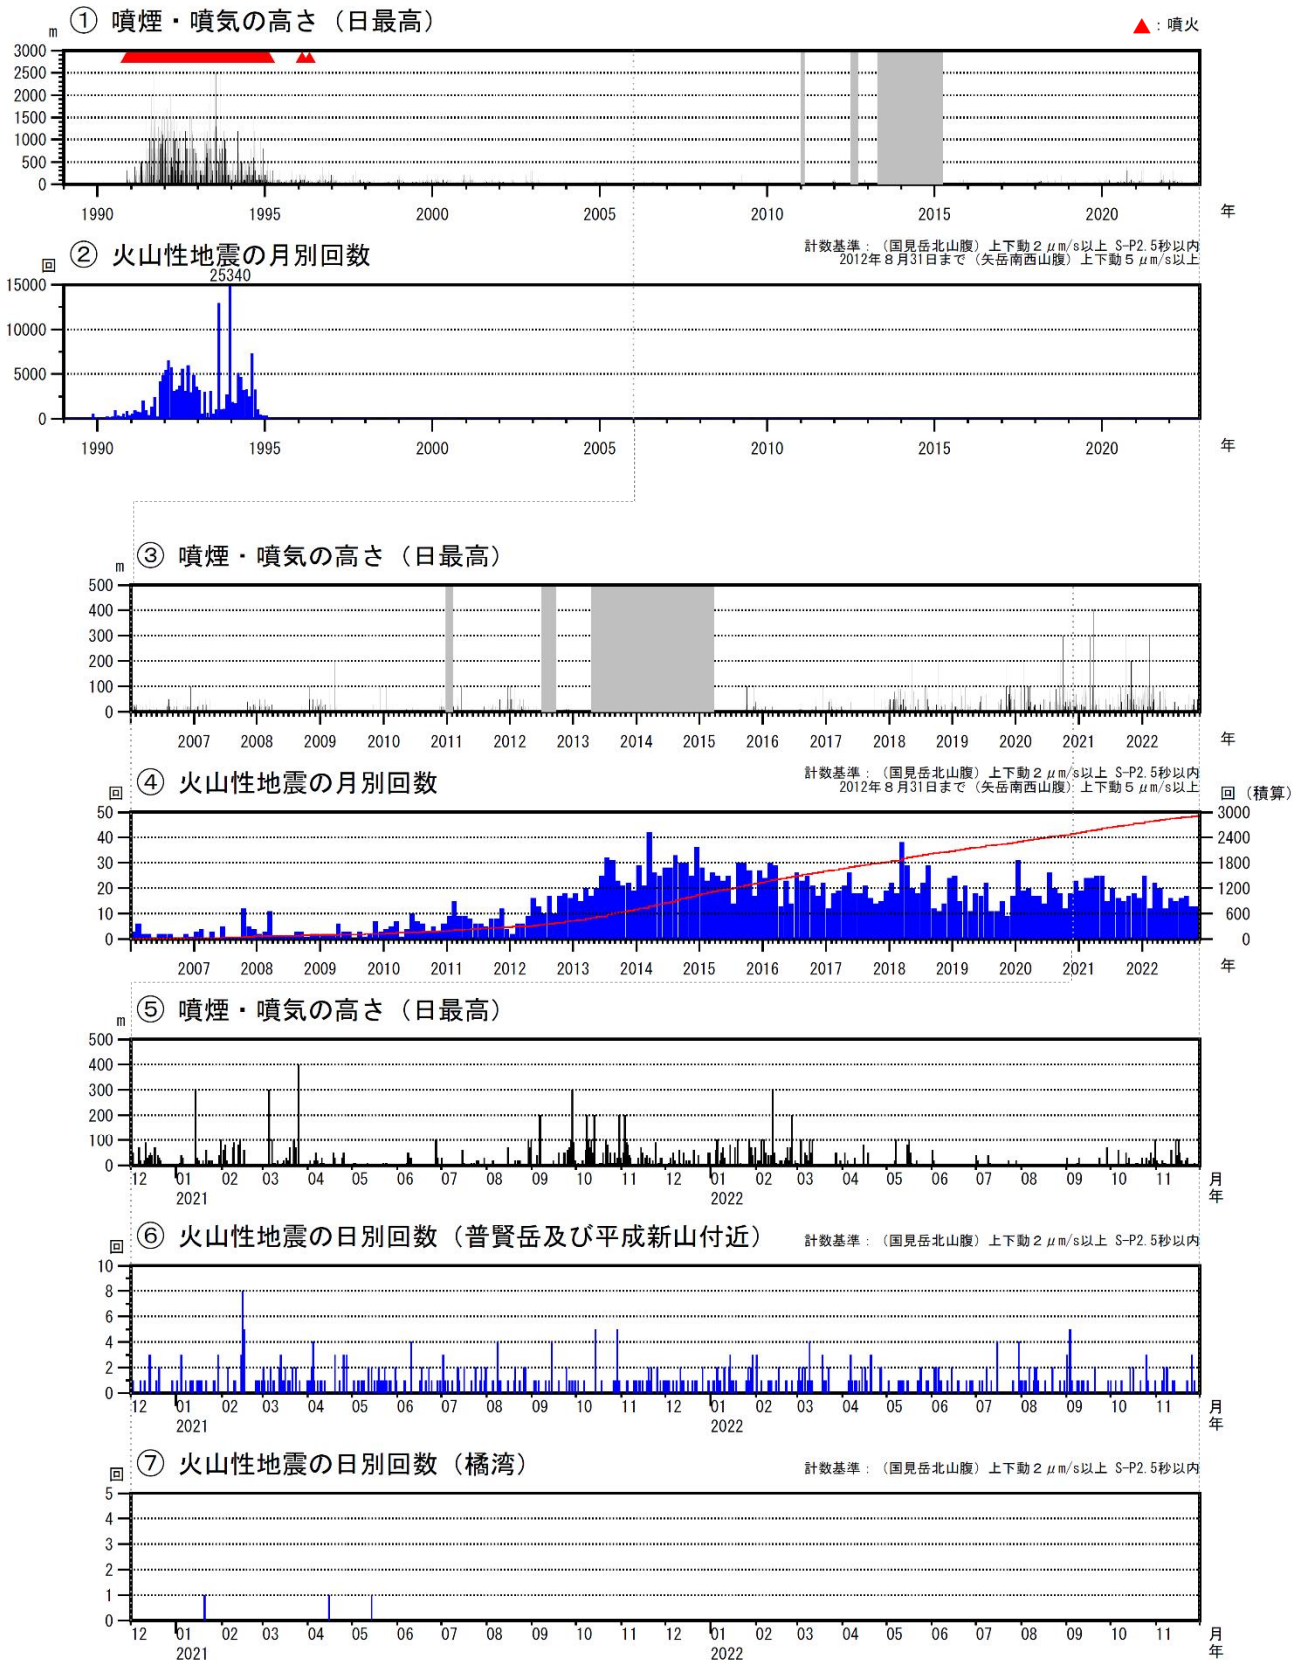 ① 噴煙・噴気の高さ（日最高）
▲：噴火
m
3000
2500
2000
1500
1000
500
0
1990 1995 2000 2005 2010 2015 2020 年
② 火山性地震の月別回数
計数基準：（国見岳北山腹）上下動２μm/s以上 S-P2.5秒以内
2012年８月31日まで（矢岳南西山腹）上下動５μm/s以上
回
25340
15000
10000
5000
0
1990 1995 2000 2005 2010 2015 2020 年
③ 噴煙・噴気の高さ（日最高）
m
500
400
300
200
100
0
2007 2008 2009 2010 2011 2012 2013 2014 2015 2016 2017 2018 2019 2020 2021 2022 年
④ 火山性地震の月別回数
計数基準：（国見岳北山腹）上下動２μm/s以上 S-P2.5秒以内
2012年８月31日まで（矢岳南西山腹）上下動５μm/s以上
回 回（積算）
50 3000
40 2400
30 1800
20 1200
10 600
0 0
2007 2008 2009 2010 2011 2012 2013 2014 2015 2016 2017 2018 2019 2020 2021 2022 年
⑤ 噴煙・噴気の高さ（日最高）
m
500
400
300
200
100
0
12 01 02 03 04 05 06 07 08 09 10 11 12 01 02 03 04 05 06 07 08 09 10 11 月
2021 2022 年
⑥ 火山性地震の日別回数（普賢岳及び平成新山付近）
計数基準：（国見岳北山腹）上下動２μm/s以上 S-P2.5秒以内
回
10
8
6
4
2
0
12 01 02 03 04 05 06 07 08 09 10 11 12 01 02 03 04 05 06 07 08 09 10 11 月
2021 2022 年
⑦ 火山性地震の日別回数（橘湾）
計数基準：（国見岳北山腹）上下動２μm/s以上 S-P2.5秒以内
回
5
4
3
2
1
0
12 01 02 03 04 05 06 07 08 09 10 11 12 01 02 03 04 05 06 07 08 09 10 11 月
2021 2022 年